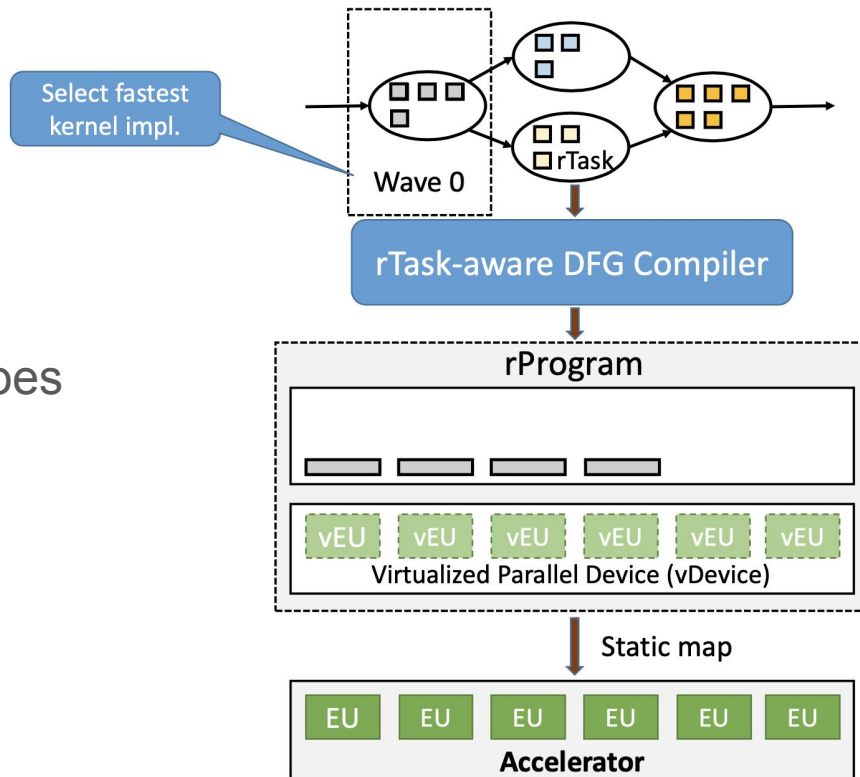 Select fastest
kernel impl.
rTask
Wave 0
rTask-aware DFG Compiler
rProgram
vEU vEU vEU vEU vEU vEU
Virtualized Parallel Device (vDevice)
Static map
EU EU EU EU EU EU
Accelerator